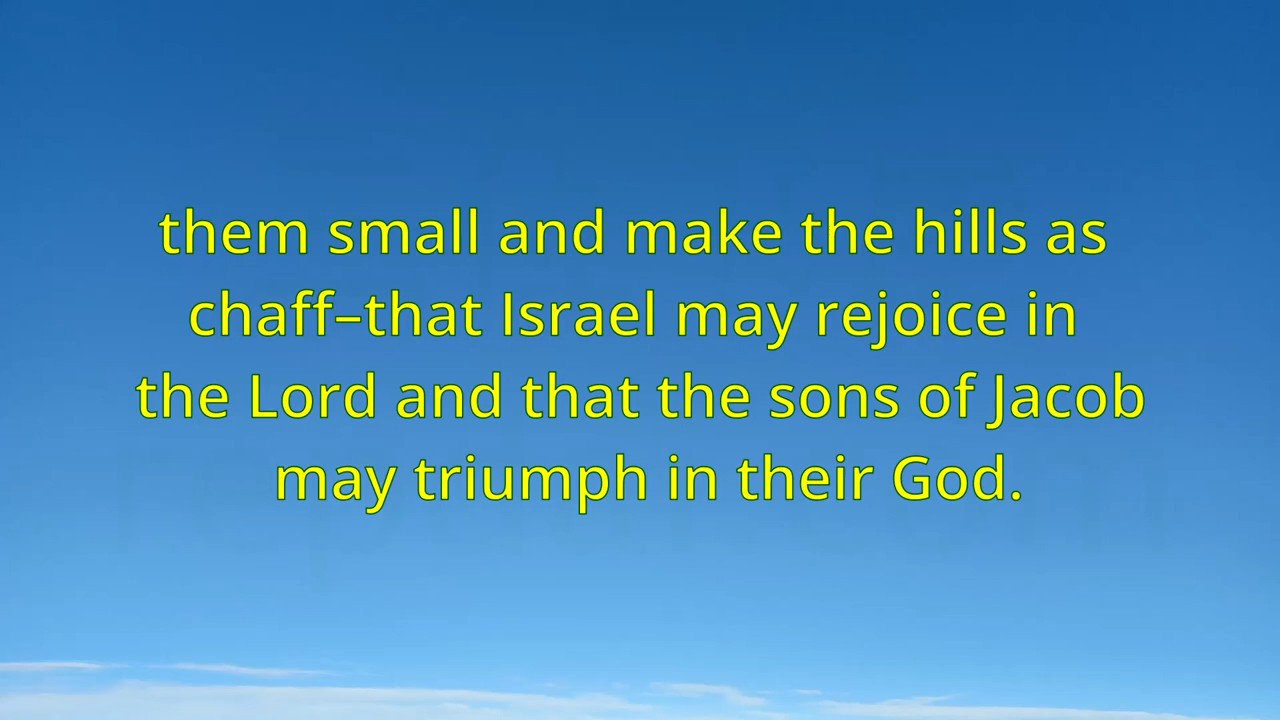 them small and make the hills as
chaff–that Israel may rejoice in
the Lord and that the sons of Jacob
may triumph in their God.